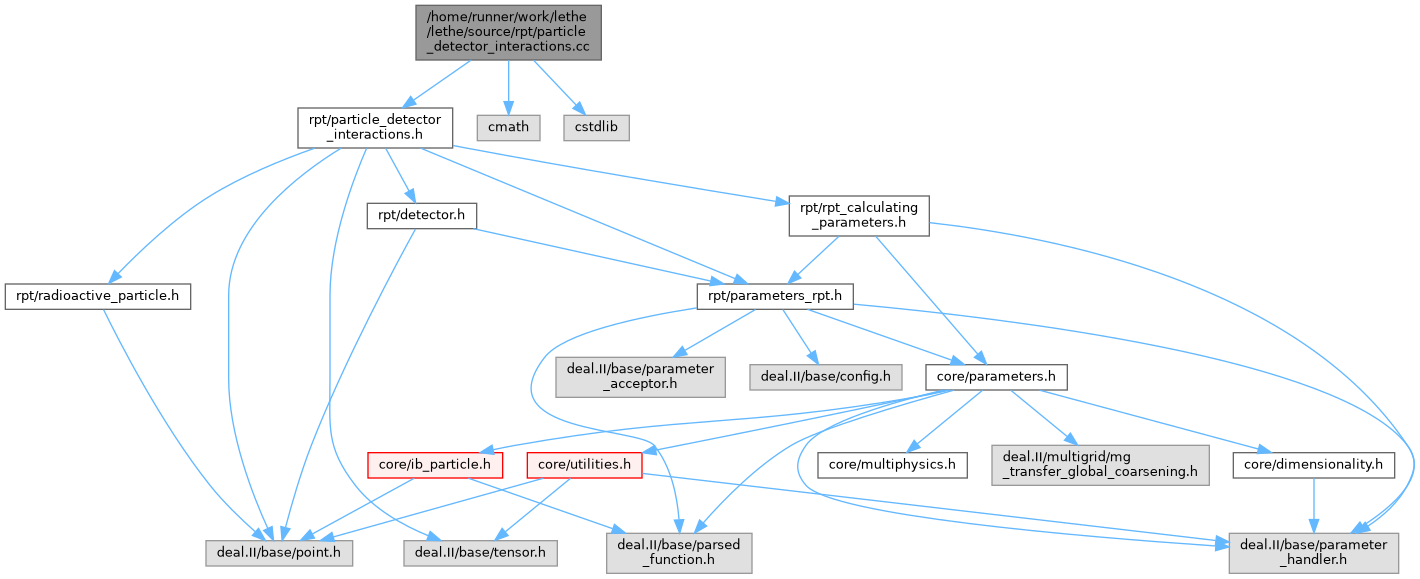 /home/runner/work/lethe
/lethe/source/rpt/particle
_detector_interactions.cc
rpt/particle_detector
_interactions.h
cmath
cstdlib
rpt/detector.h
rpt/rpt_calculating
_parameters.h
rpt/radioactive_particle.h
rpt/parameters_rpt.h
deal.II/base/parameter
_acceptor.h
deal.II/base/config.h
core/parameters.h
core/ib_particle.h
core/utilities.h
core/multiphysics.h
deal.II/multigrid/mg
_transfer_global_coarsening.h
core/dimensionality.h
deal.II/base/point.h
deal.II/base/tensor.h
deal.II/base/parsed
_function.h
deal.II/base/parameter
_handler.h